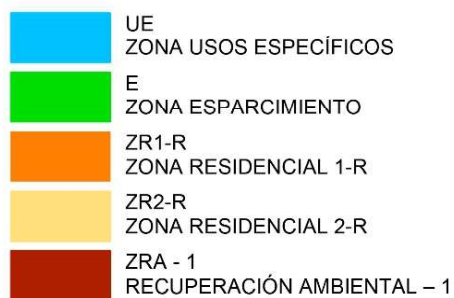 UE
ZONA USOS ESPECÍFICOS
E
ZONA ESPARCIMIENTO
ZR1-R
ZONA RESIDENCIAL 1-R
ZR2-R
ZONA RESIDENCIAL 2-R
ZRA - 1
RECUPERACIÓN AMBIENTAL – 1